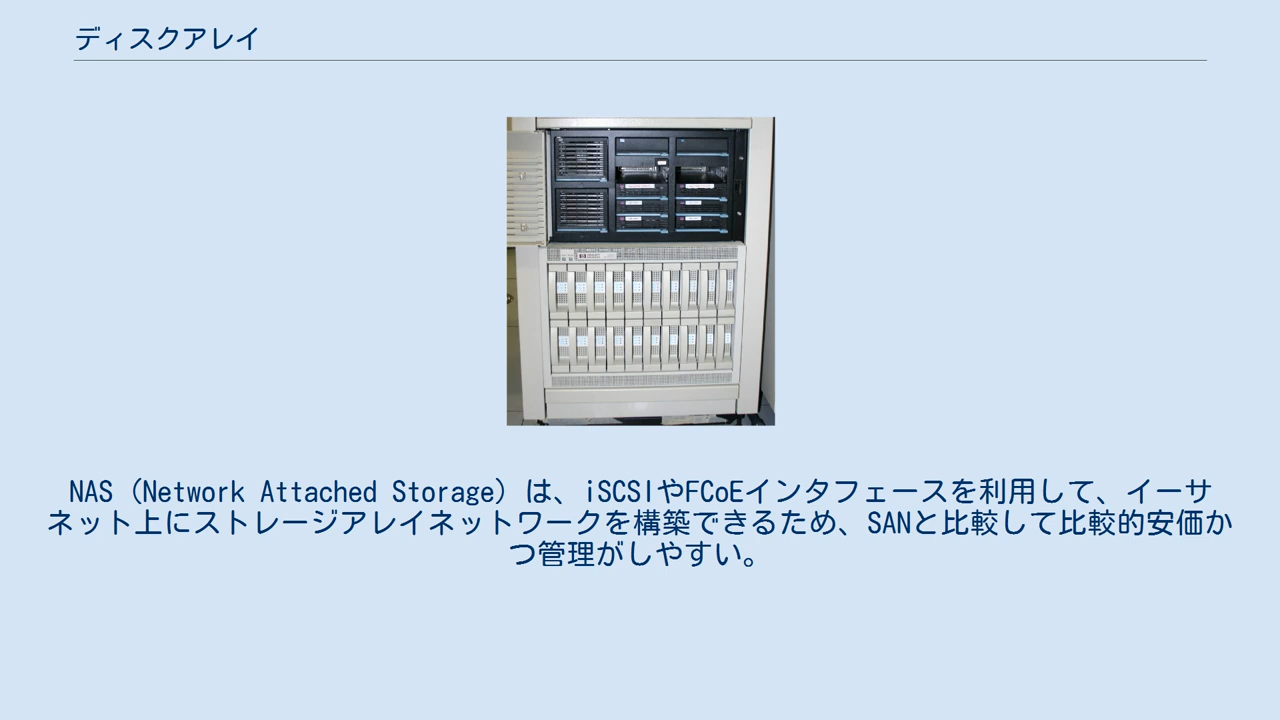 ディスクアレイ
NAS（Network Attached Storage）は、iSCSIやFCoEインタフェースを利用して、イーサ
ネット上にストレージアレイネットワークを構築できるため、SANと比較して比較的安価か
つ管理がしやすい。